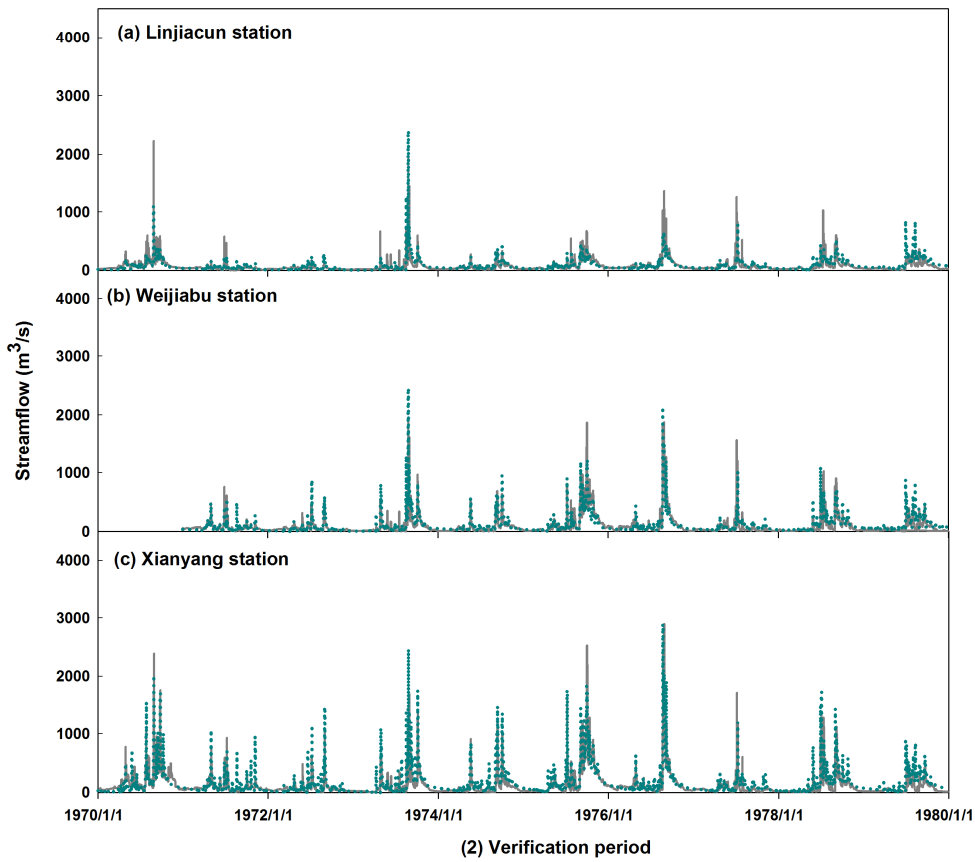 (a) Linjiacun station
4000
3000
2000
1000
0
(b) Weijiabu station
4000
3000
2000
1000
0
Streamflow (m³/s)
(c) Xianyang station
4000
3000
2000
1000
0
1970/1/1 1972/1/1 1974/1/1 1976/1/1 1978/1/1 1980/1/1
(2) Verification period